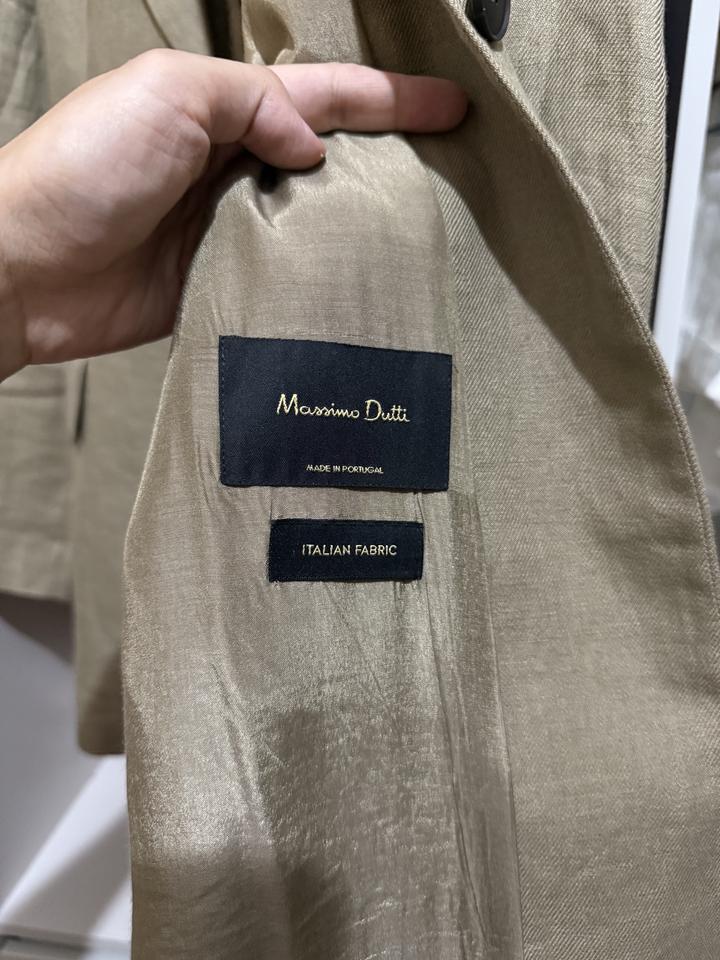 Massimo Dutti
MADE IN PORTUGAL
ITALIAN FABRIC